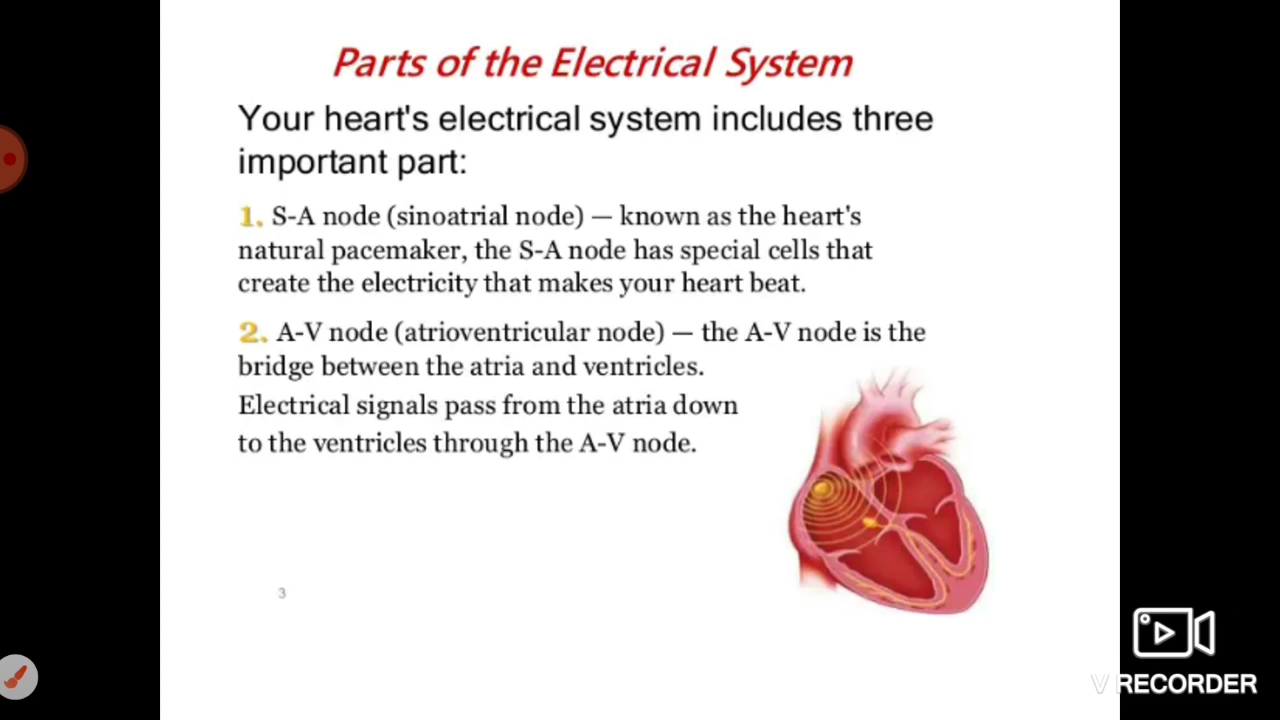 Parts of the Electrical System
Your heart's electrical system includes three
important part:
1. S-A node (sinoatrial node) — known as the heart's
natural pacemaker, the S-A node has special cells that
create the electricity that makes your heart beat.
2. A-V node (atrioventricular node) — the A-V node is the
bridge between the atria and ventricles.
Electrical signals pass from the atria down
to the ventricles through the A-V node.
3
V RECORDER